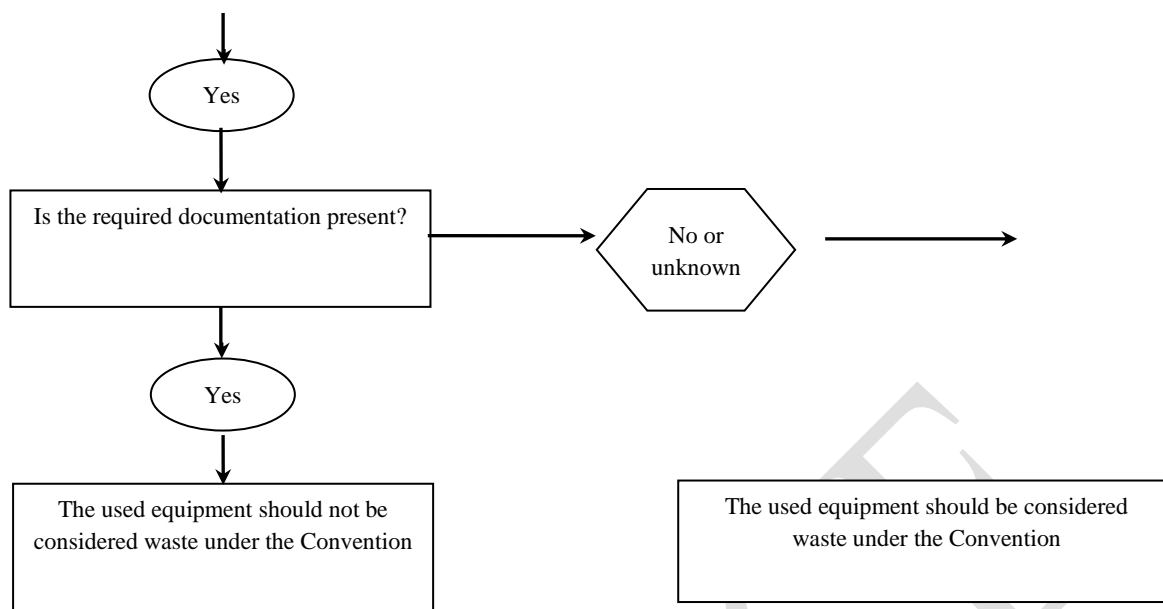 Yes
Is the required documentation present?
No or
unknown
Yes
The used equipment should not be
considered waste under the Convention
The used equipment should be considered
waste under the Convention